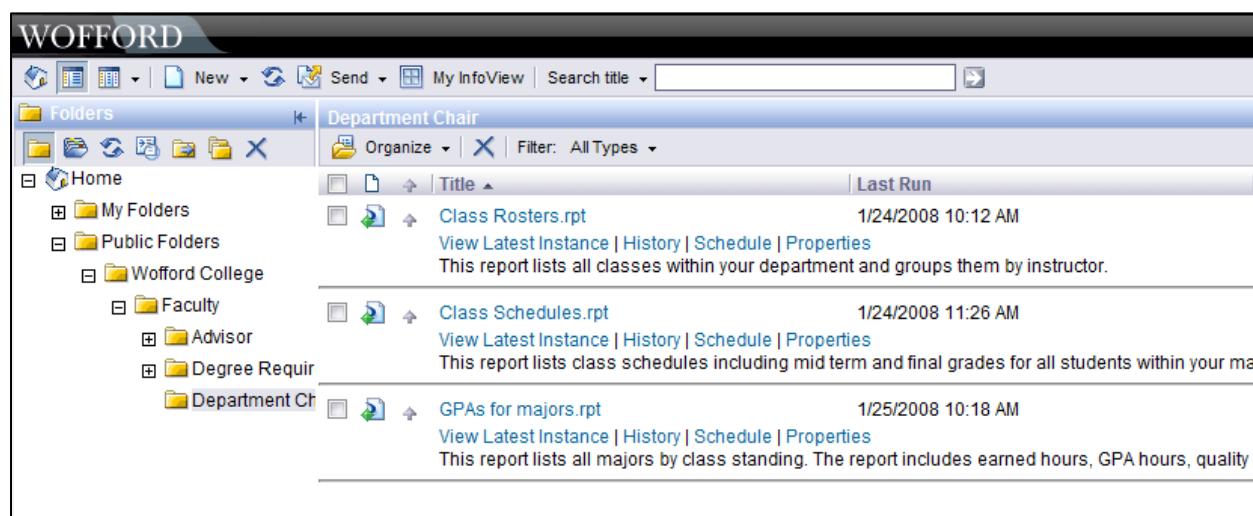 WOFFORD
New Send My InfoView Search title
Folders
Department Chair
Organize Filter: All Types
Home
My Folders
Public Folders
Wofford College
Faculty
Advisor
Degree Requir
Department Ch
Title Last Run
Class Rosters.rpt 1/24/2008 10:12 AM
View Latest Instance | History | Schedule | Properties
This report lists all classes within your department and groups them by instructor.
Class Schedules.rpt 1/24/2008 11:26 AM
View Latest Instance | History | Schedule | Properties
This report lists class schedules including mid term and final grades for all students within your ma
GPAs for majors.rpt 1/25/2008 10:18 AM
View Latest Instance | History | Schedule | Properties
This report lists all majors by class standing. The report includes earned hours, GPA hours, quality